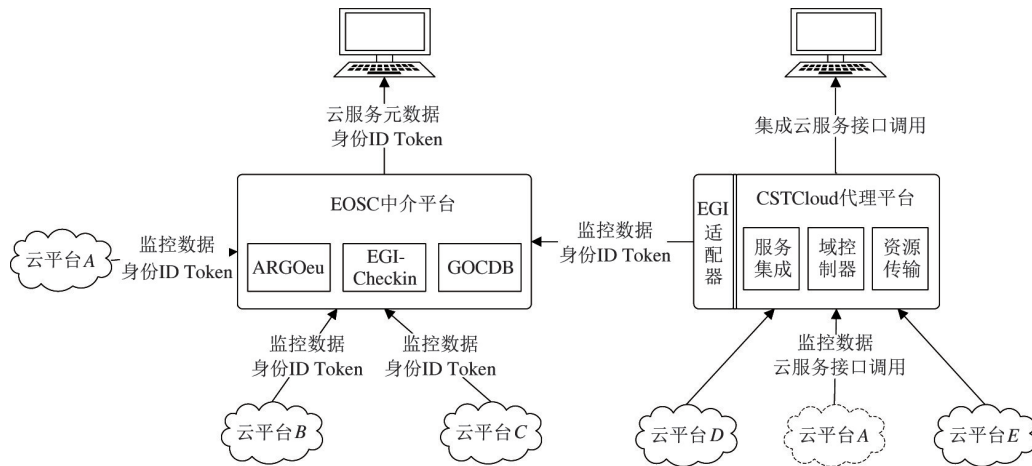 云服务元数据
身份ID Token
集成云服务接口调用
EOSC中介平台
ARGOeu
EGI-
Checkin
GOCDB
EGI
适
配
器
CSTCloud代理平台
服务
集成
域控
制器
资源
传输
云平台A
监控数据
身份ID Token
监控数据
身份ID Token
监控数据
身份ID Token
监控数据
身份ID Token
监控数据
云服务接口调用
云平台B
云平台C
云平台D
云平台A
云平台E